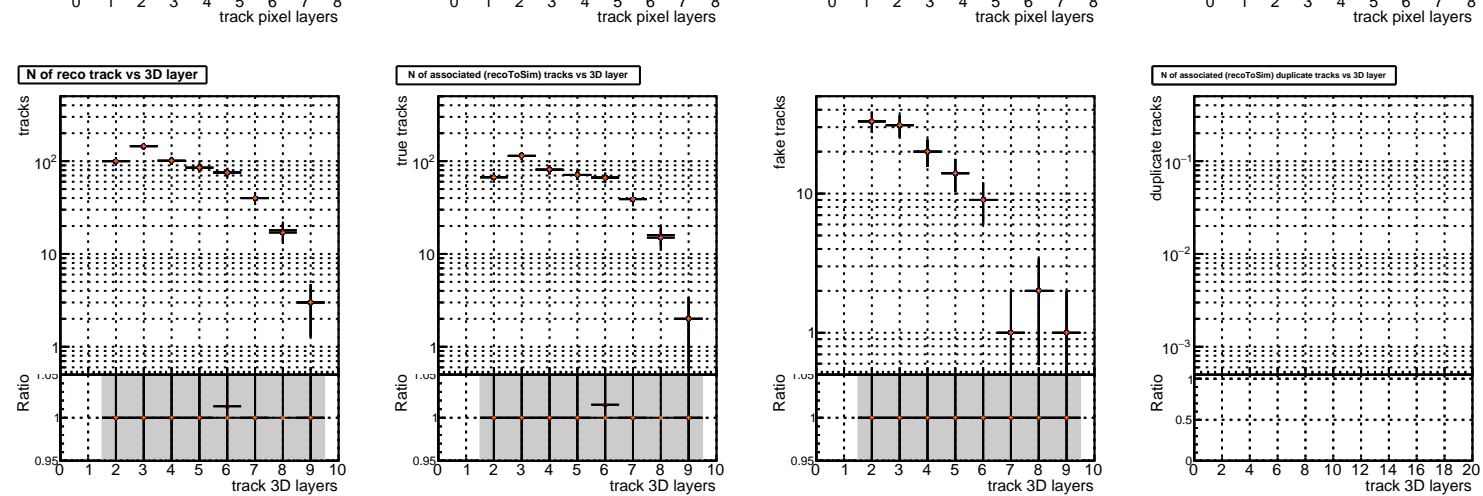 0 1 2 3 4 5 6 7 8 0 1 2 3 4 5 6 7 8 0 1 2 3 4 5 6 7 8 0 1 2 3 4 5 6 7 8
track pixel layers track pixel layers track pixel layers track pixel layers
N of reco track vs 3D layer
tracks
10²
10
1
Ratio
1.05
1
0.95
0 1 2 3 4 5 6 7 8 9 10
track 3D layers
N of associated (recoToSim) tracks vs 3D layer
true tracks
10²
10
1
Ratio
1.05
1
0.95
0 1 2 3 4 5 6 7 8 9 10
track 3D layers
fake tracks
10
1
Ratio
1.05
1
0.95
0 1 2 3 4 5 6 7 8 9 10
track 3D layers
N of associated (recoToSim) duplicate tracks vs 3D layer
duplicate tracks
10⁻¹
10⁻²
10⁻³
Ratio
1
0.5
0
0 2 4 6 8 10 12 14 16 18 20
track 3D layers